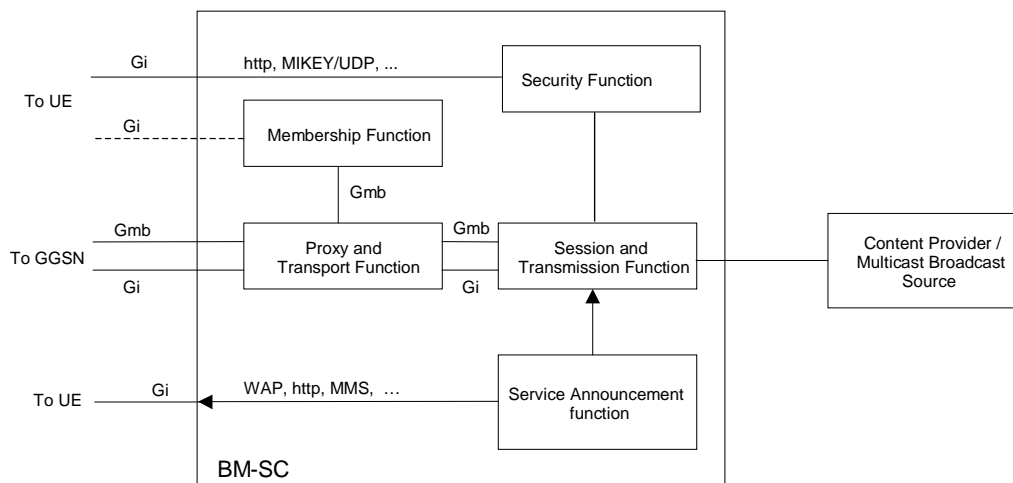 Gi
http, MIKEY/UDP, ...
Security Function
To UE
Gi
Membership Function
Gmb
Gmb
Proxy and
Transport Function
Gmb
Session and
Transmission Function
Content Provider /
Multicast Broadcast
Source
To GGSN
Gi
Gi
Gi
WAP, http, MMS, ...
Service Announcement
function
To UE
BM-SC